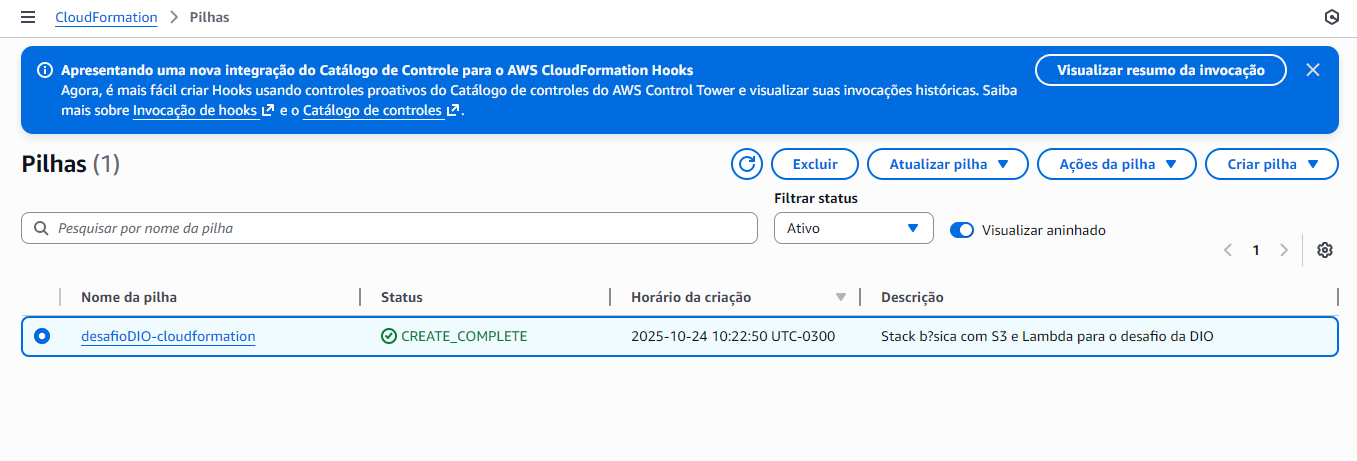 CloudFormation > Pilhas
Apresentando uma nova integração do Catálogo de Controle para o AWS CloudFormation Hooks
Visualizar resumo da invocação
Agora, é mais fácil criar Hooks usando controles proativos do Catálogo de controles do AWS Control Tower e visualizar suas invocações históricas. Saiba
mais sobre Invocação de hooks e o Catálogo de controles.
Pilhas (1)
Excluir
Atualizar pilha
Ações da pilha
Criar pilha
Filtrar status
Pesquisar por nome da pilha
Ativo
Visualizar aninhado
1
Nome da pilha
Status
Horário da criação
Descrição
desafioDIO-cloudformation
CREATE_COMPLETE
2025-10-24 10:22:50 UTC-0300
Stack b?sica com S3 e Lambda para o desafio da DIO